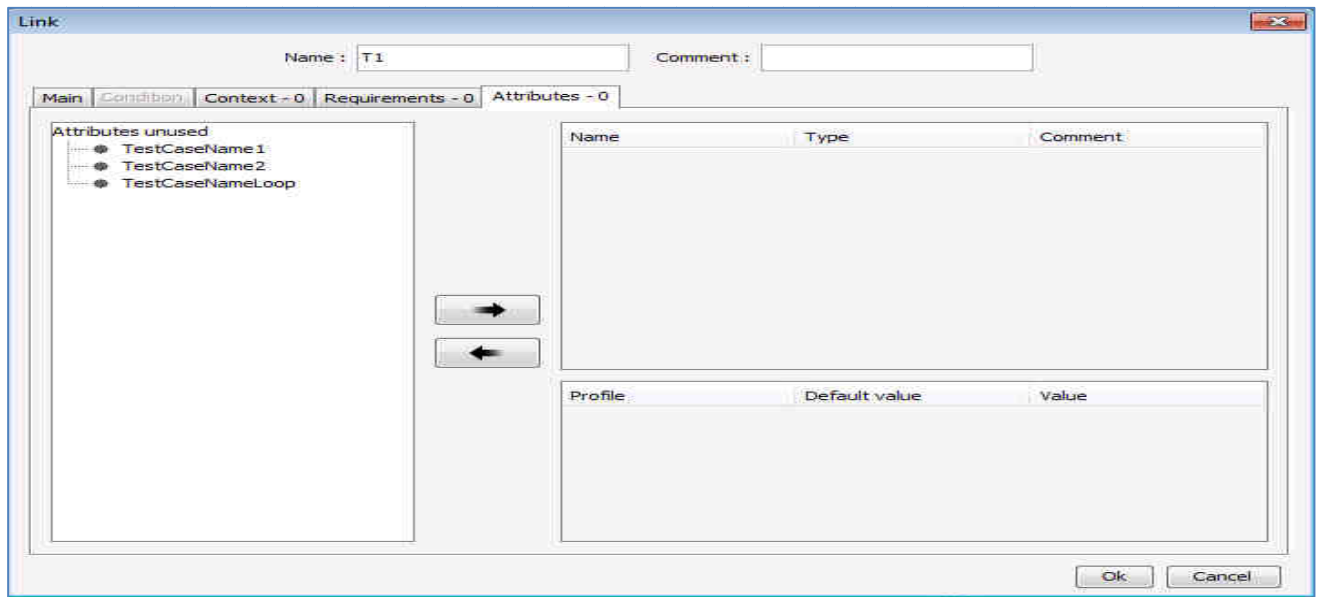 Link
Name : T1 Comment :
Main Condition Context - 0 Requirements - 0 Attributes - 0
Attributes unused
TestCaseName1
TestCaseName2
TestCaseNameLoop
Name Type Comment
Profile Default value Value
Ok Cancel